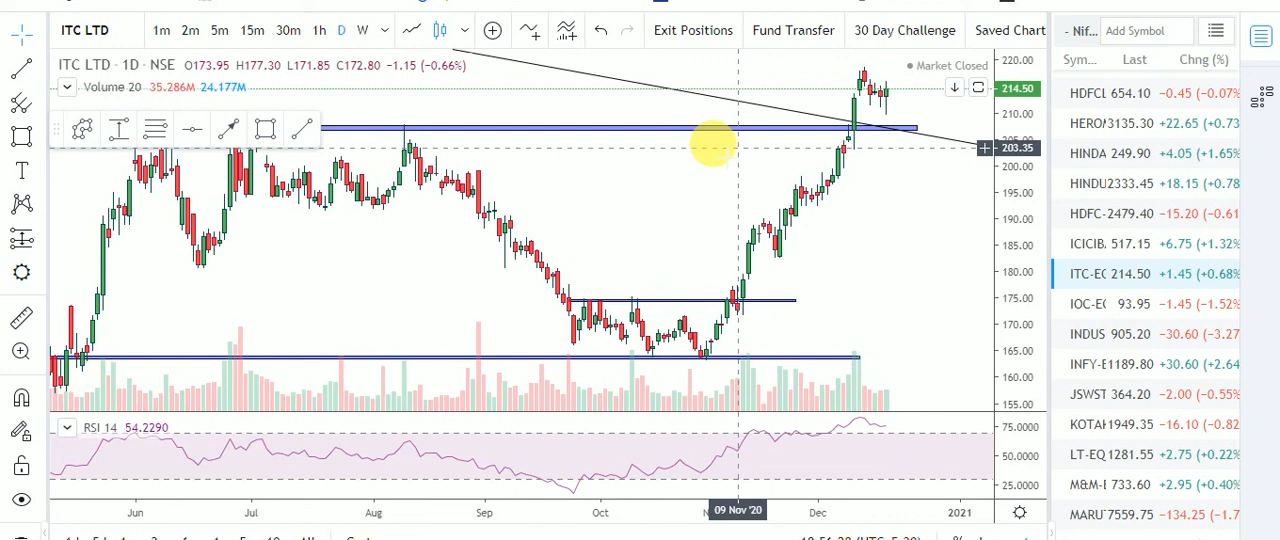 ITC LTD 1m 2m 5m 15m 30m 1h D W Exit Positions Fund Transfer 30 Day Challenge Saved Chart - Nif... Add Symbol
ITC LTD · 1D · NSE O173.95 H177.30 L171.85 C172.80 −1.15 (−0.66%) Market Closed 220.00 Sym... Last Chng (%)
Volume 20 35.286M 24.177M 214.50
HDFCL 654.10 −0.45 (−0.07%
210.00
HERO 3135.30 +22.65 (+0.73
205.00
203.35
HINDA 249.90 +4.05 (+1.65%
200.00
HINDU 2333.45 +18.15 (+0.78
195.00
HDFC- 2479.40 −15.20 (−0.61
190.00
185.00
ICICIB. 517.15 +6.75 (+1.32%
180.00
ITC-EC 214.50 +1.45 (+0.68%
175.00
IOC-E 93.95 −1.45 (−1.52%
170.00
INDUS 905.20 −30.60 (−3.27
165.00
INFY-E 1189.80 +30.60 (+2.64
160.00
JSWST 364.20 −2.00 (−0.55%
155.00
RSI 14 54.2290 75.0000
KOTAI 1949.35 −16.10 (−0.82
50.0000
LT-EQ 1281.55 +2.75 (+0.22%
25.0000
M&M-I 733.60 +2.95 (+0.40%
Jun Jul Aug Sep Oct 09 Nov '20 Dec 2021
MARU 7559.75 −134.25 (−1.7